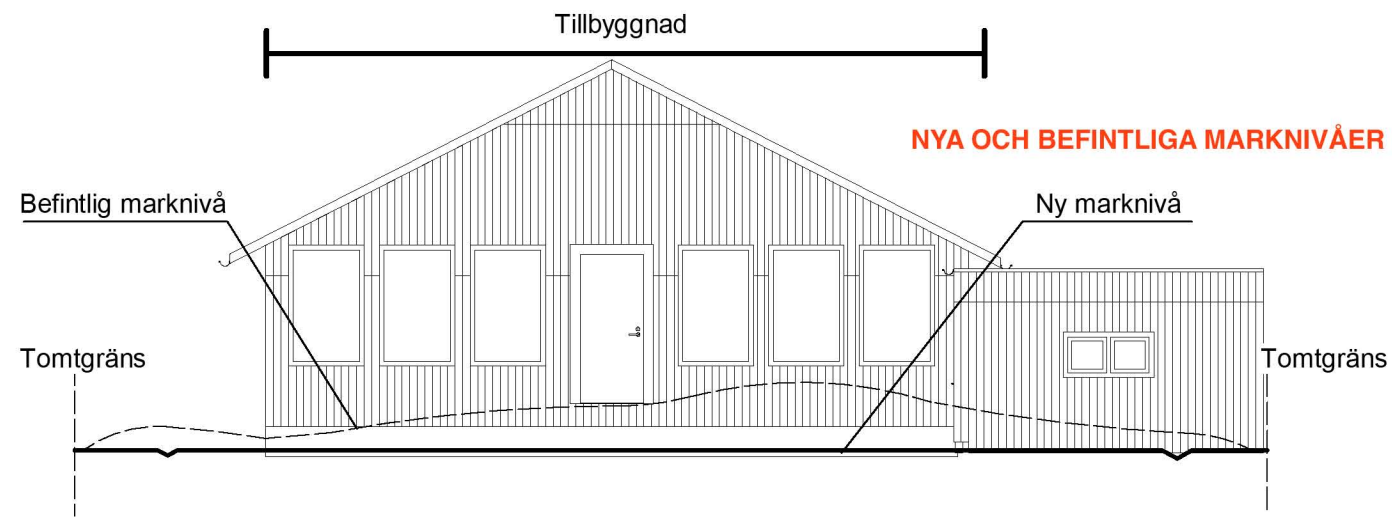 Tillbyggnad
NYA OCH BEFINTLIGA MARKNIVÅER
Befintlig marknivå
Ny marknivå
Tomtgräns
Tomtgräns